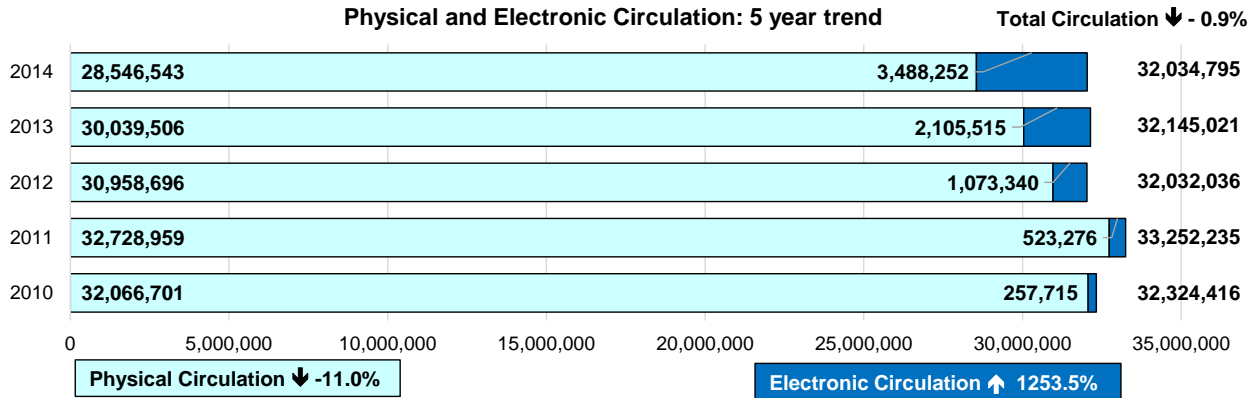 Physical and Electronic Circulation: 5 year trend
Total Circulation 🡻 - 0.9%
2014 28,546,543 3,488,252 32,034,795
2013 30,039,506 2,105,515 32,145,021
2012 30,958,696 1,073,340 32,032,036
2011 32,728,959 523,276 33,252,235
2010 32,066,701 257,715 32,324,416
0 5,000,000 10,000,000 15,000,000 20,000,000 25,000,000 30,000,000 35,000,000
Physical Circulation 🡻 -11.0%
Electronic Circulation 🡹 1253.5%